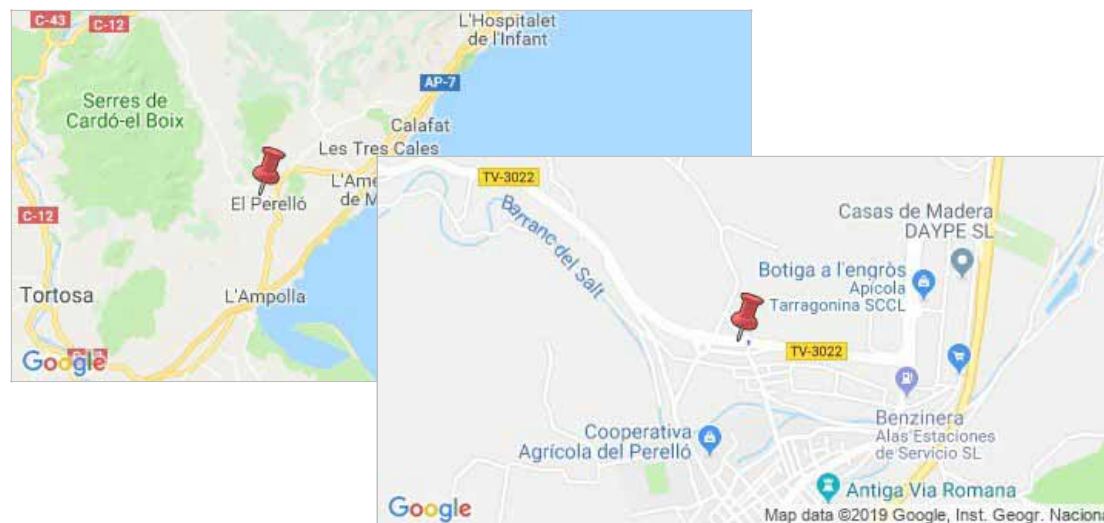 C-43
C-12
L'Hospitalet
de l'Infant
AP-7
Serres de
Cardó-el Boix
Calafat
Les Tres Cales
L'Ame
de M
El Perelló
C-12
Tortosa
L'Ampolla
Google
TV-3022
Barranc del Salt
Casas de Madera
DAYPE SL
Botiga a l'engròs
Apícola
Tarragonina SCCL
TV-3022
Benzinera
Alas Estaciones
de Servicio SL
Cooperativa
Agrícola del Perelló
Antiga Via Romana
Google
Map data ©2019 Google, Inst. Geogr. Naciona